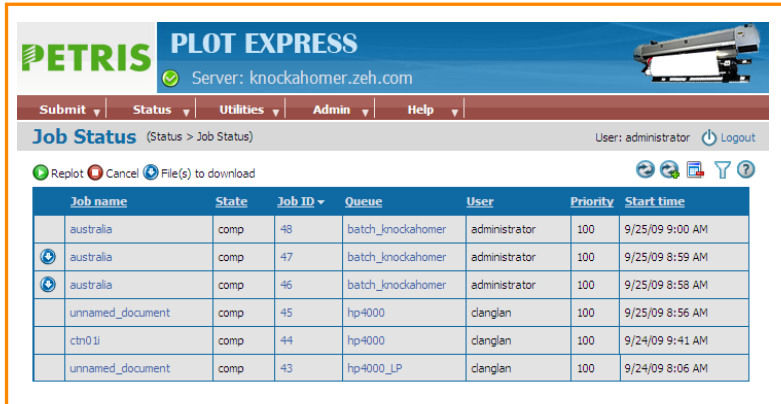 PETRIS
PLOT EXPRESS
Server: knockahomer.zeh.com
Submit Status Utilities Admin Help
Job Status (Status > Job Status) User: administrator Logout
Replot Cancel File(s) to download
Job name State Job ID Queue User Priority Start time
australia comp 48 batch_knockahomer administrator 100 9/25/09 9:00 AM
australia comp 47 batch_knockahomer administrator 100 9/25/09 8:59 AM
australia comp 46 batch_knockahomer administrator 100 9/25/09 8:58 AM
unnamed_document comp 45 hp4000 clanglan 100 9/25/09 8:56 AM
ctn01i comp 44 hp4000 clanglan 100 9/24/09 9:41 AM
unnamed_document comp 43 hp4000_LP clanglan 100 9/24/09 8:06 AM